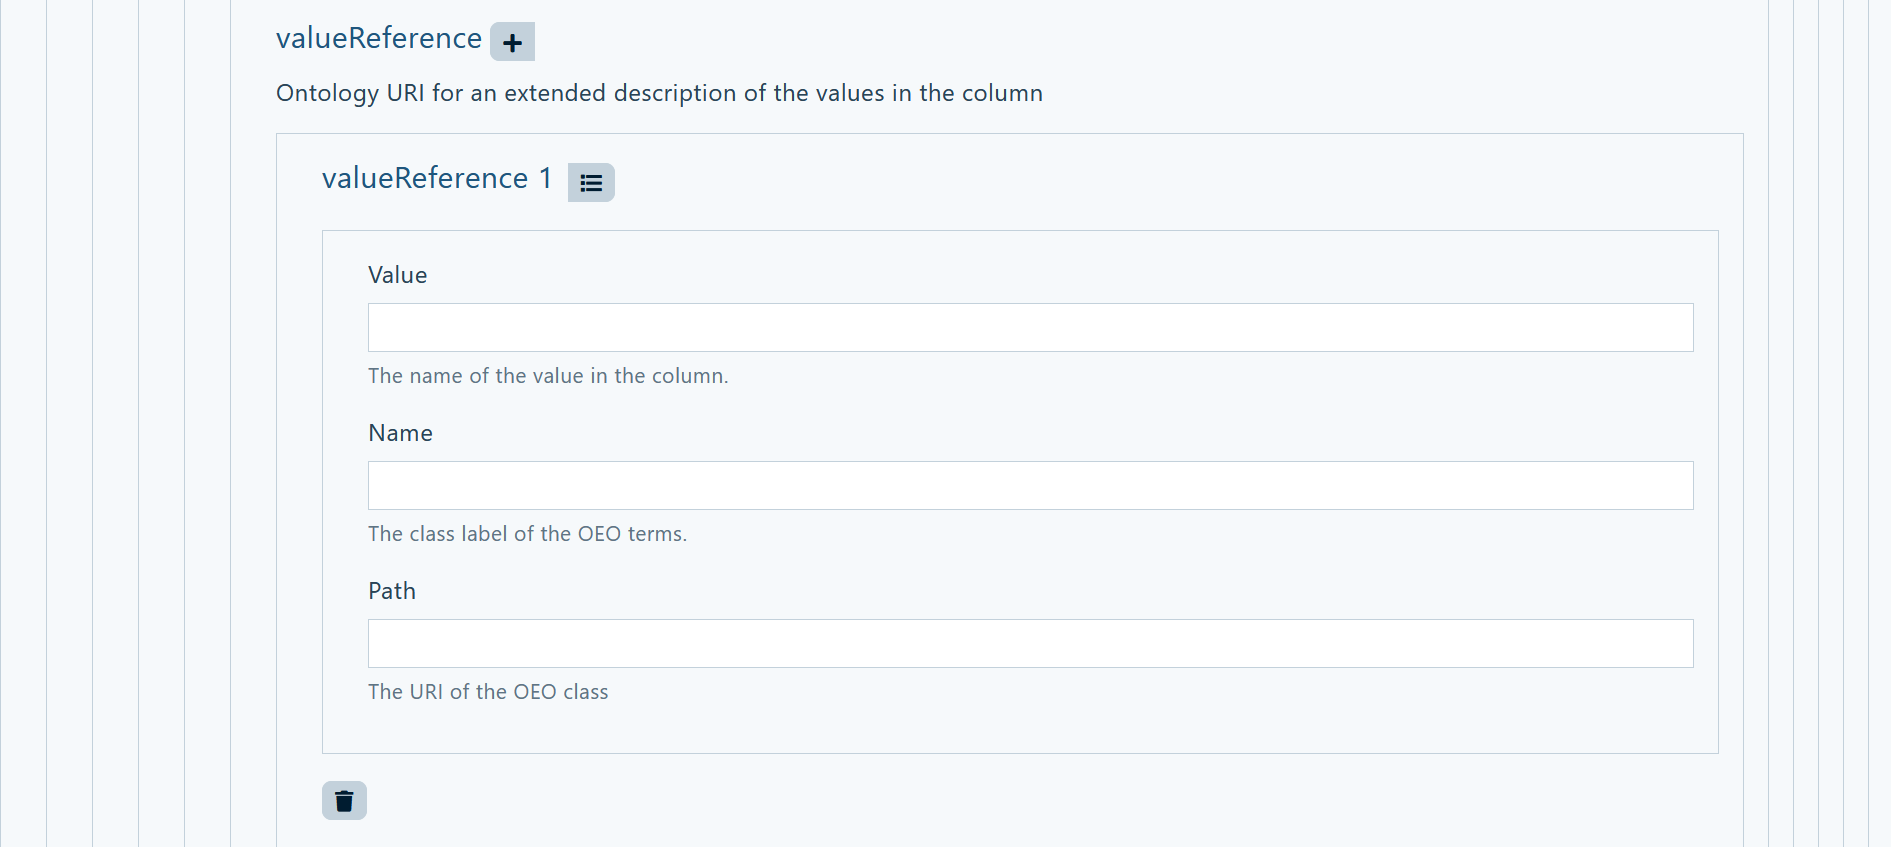 valueReference
Ontology URI for an extended description of the values in the column
valueReference 1
Value
The name of the value in the column.
Name
The class label of the OEO terms.
Path
The URI of the OEO class